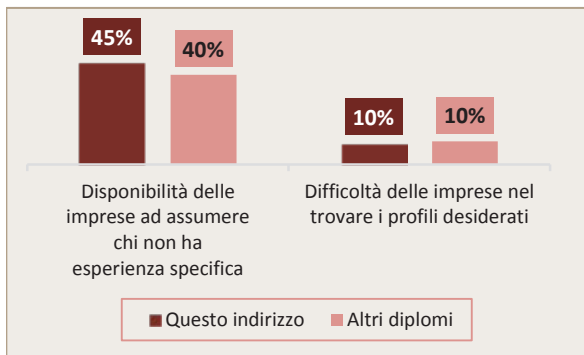 45%
40%
10%
10%
Disponibilità delle
imprese ad assumere
chi non ha
esperienza specifica
Difficoltà delle imprese nel
trovare i profili desiderati
Questo indirizzo
Altri diplomi